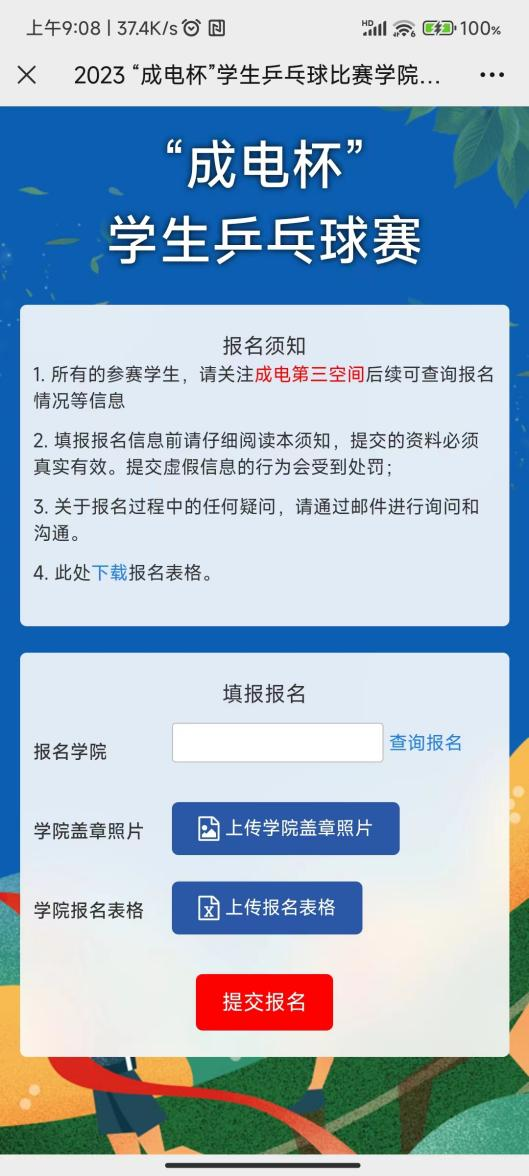 上午9:08 | 37.4K/s
HD
100%
2023 “成电杯”学生乒乓球比赛学院...
“成电杯”
学生乒乓球赛
报名须知
1. 所有的参赛学生，请关注成电第三空间后续可查询报名
情况等信息
2. 填报报名信息前请仔细阅读本须知，提交的资料必须
真实有效。提交虚假信息的行为会受到处罚；
3. 关于报名过程中的任何疑问，请通过邮件进行询问和
沟通。
4. 此处下载报名表格。
填报报名
报名学院
查询报名
学院盖章照片
上传学院盖章照片
学院报名表格
上传报名表格
提交报名